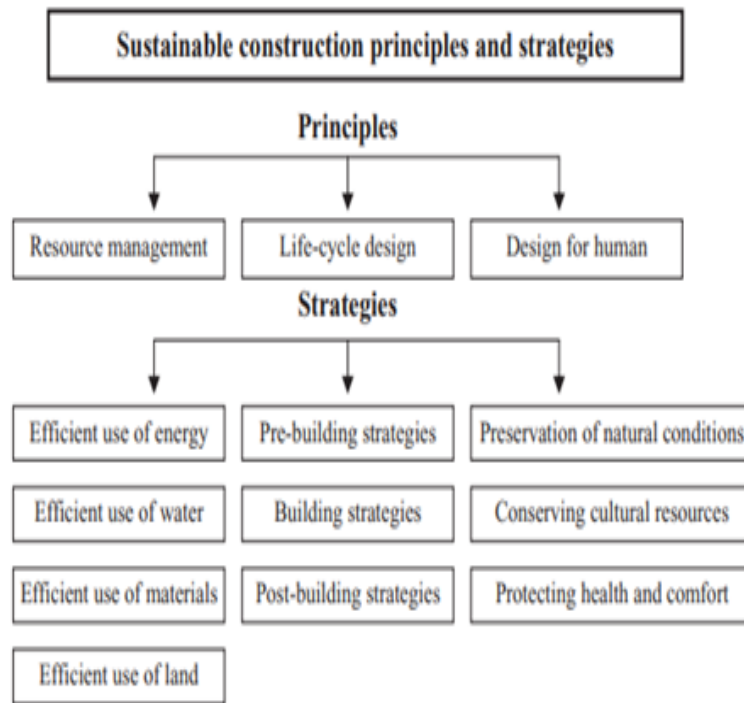 Sustainable construction principles and strategies
Principles
Resource management
Life-cycle design
Design for human
Strategies
Efficient use of energy
Pre-building strategies
Preservation of natural conditions
Efficient use of water
Building strategies
Conserving cultural resources
Efficient use of materials
Post-building strategies
Protecting health and comfort
Efficient use of land